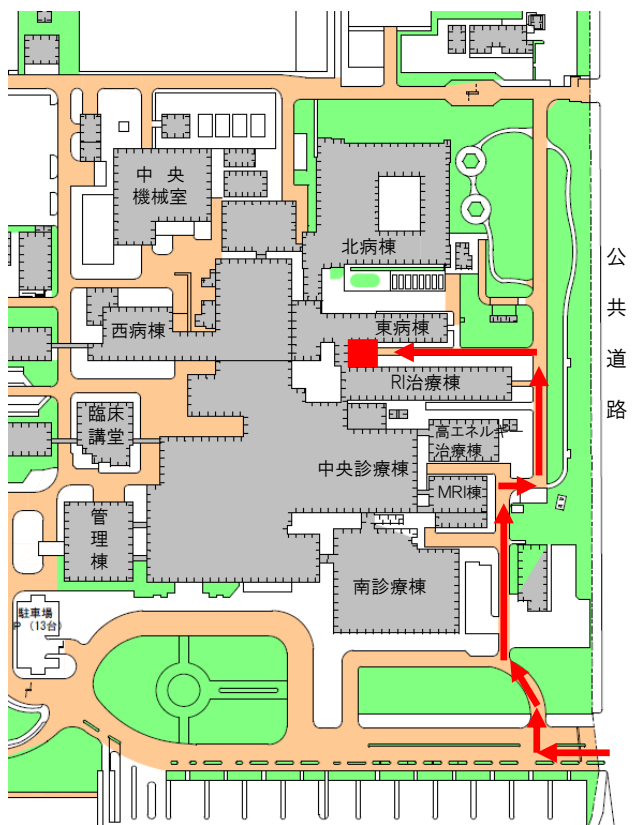 中　央
機械室
北病棟
公
共
道
路
西病棟
東病棟
RI治療棟
臨床
講堂
高エネルギー
治療棟
中央診療棟
MRI棟
管
理
棟
南診療棟
駐車場
P （13台）